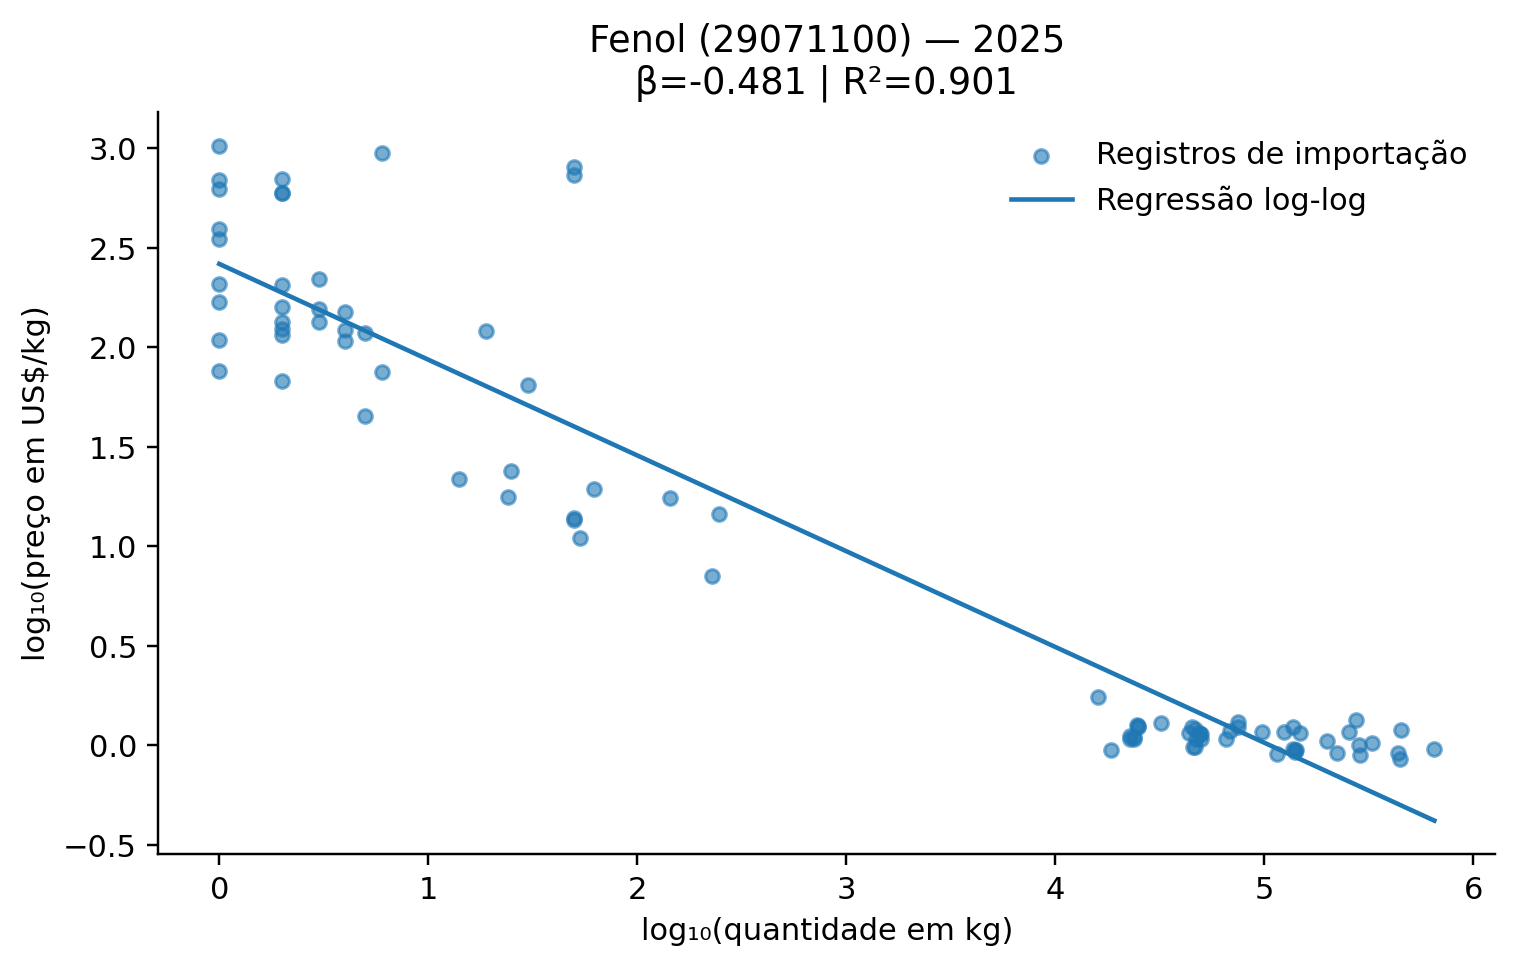 Fenol (29071100) — 2025
β=-0.481 | R²=0.901
Registros de importação
Regressão log-log
log₁₀(preço em US$/kg)
3.0
2.5
2.0
1.5
1.0
0.5
0.0
−0.5
0 1 2 3 4 5 6
log₁₀(quantidade em kg)